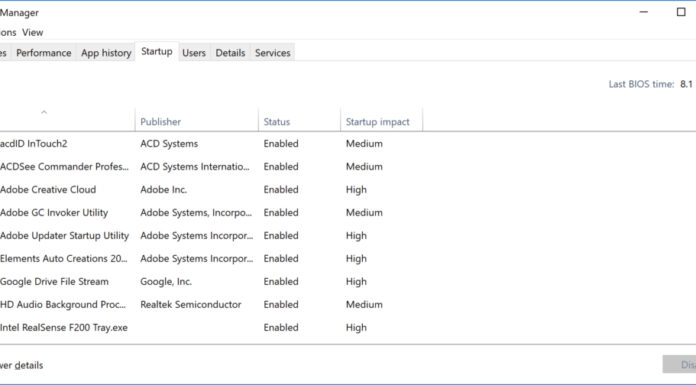 Manager
ions View
es Performance App history Startup Users Details Services
Last BIOS time: 8.1
Publisher Status Startup impact
acdID InTouch2 ACD Systems Enabled Medium
ACDSee Commander Profes... ACD Systems Internatio... Enabled Medium
Adobe Creative Cloud Adobe Inc. Enabled High
Adobe GC Invoker Utility Adobe Systems, Incorpo... Enabled Medium
Adobe Updater Startup Utility Adobe Systems Incorpor... Enabled High
Elements Auto Creations 20... Adobe Systems Incorpor... Enabled High
Google Drive File Stream Google, Inc. Enabled High
HD Audio Background Proc... Realtek Semiconductor Enabled Medium
Intel RealSense F200 Tray.exe Enabled High
wer details
Dis